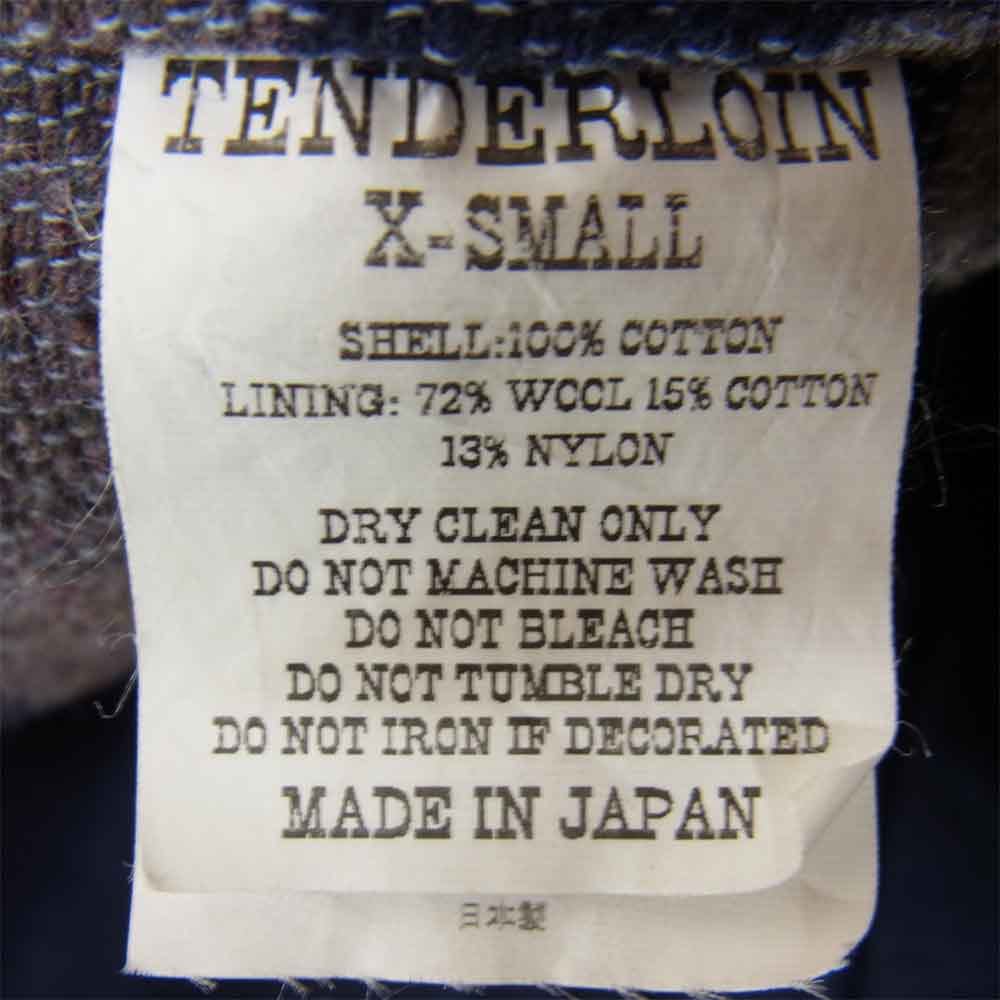 TENDERLOIN
X-SMALL
SHELL:100% COTTON
LINING: 72% WOOL 15% COTTON
13% NYLON
DRY CLEAN ONLY
DO NOT MACHINE WASH
DO NOT BLEACH
DO NOT TUMBLE DRY
DO NOT IRON IF DECORATED
MADE IN JAPAN
日本製